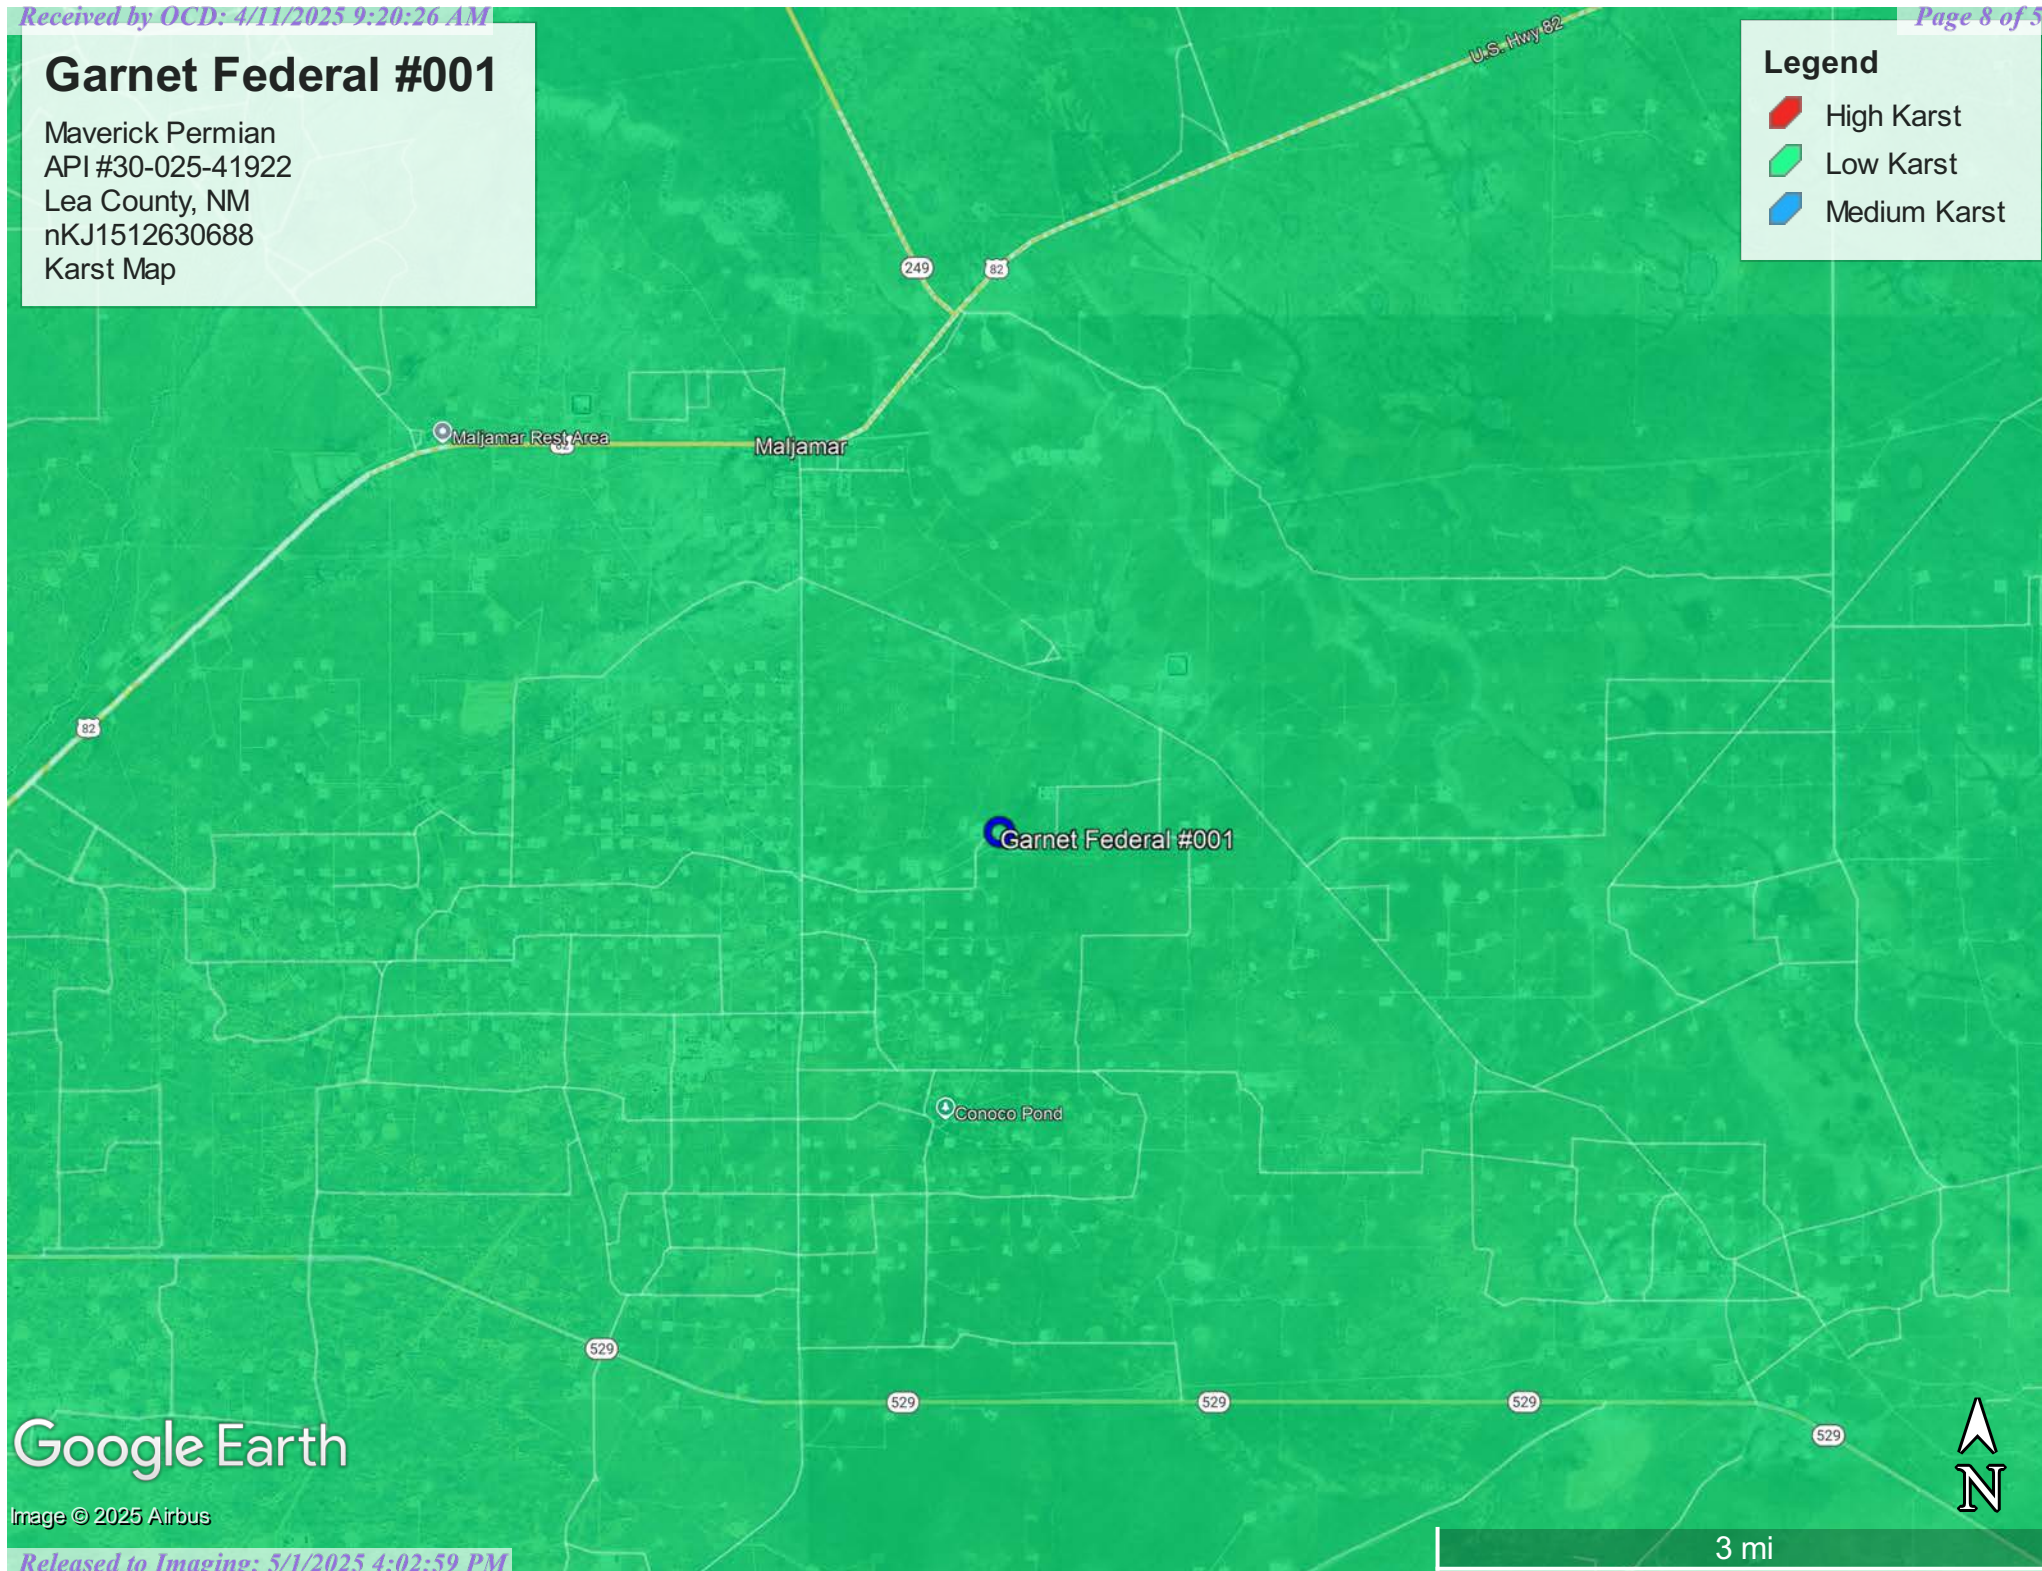 Received by OCD: 4/11/2025 9:20:26 AM
Page 8 of 5
Garnet Federal #001
Maverick Permian
API #30-025-41922
Lea County, NM
nKJ1512630688
Karst Map
Legend
High Karst
Low Karst
Medium Karst
U.S. Hwy 82
249
82
Maljamar Rest Area
82
Maljamar
82
Garnet Federal #001
Conoco Pond
529
529
529
529
529
Google Earth
N
Image © 2025 Airbus
3 mi
Released to Imaging: 5/1/2025 4:02:59 PM